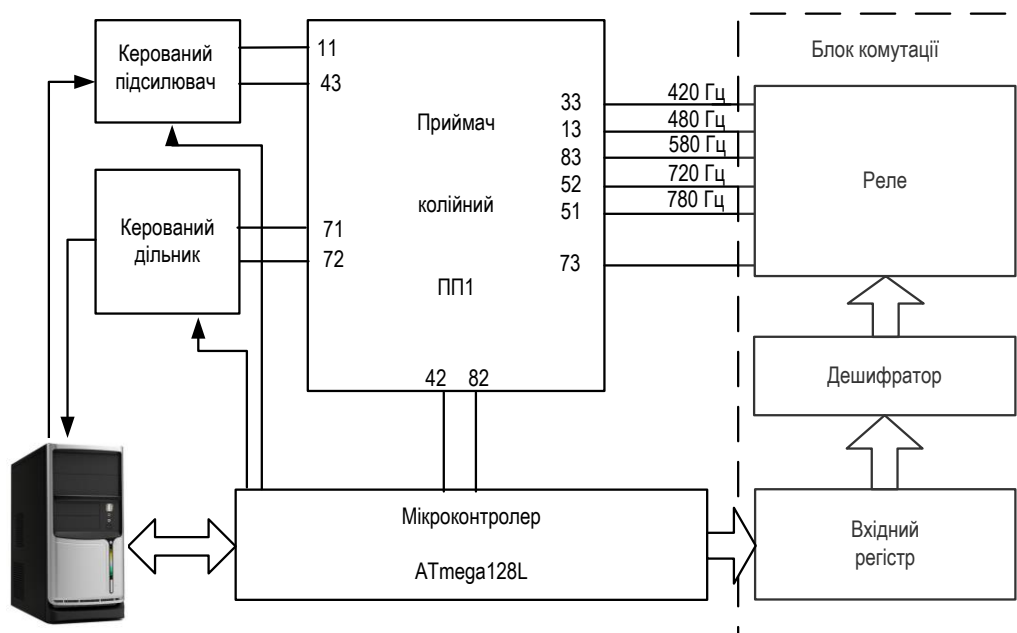 Керований
підсилювач
11
43
Приймач
колійний
ПП1
33
13
83
52
51
73
420 Гц
480 Гц
580 Гц
720 Гц
780 Гц
Блок комутації
Реле
Керований
дільник
71
72
42 82
Дешифратор
Мікроконтролер
ATmega128L
Вхідний
регістр